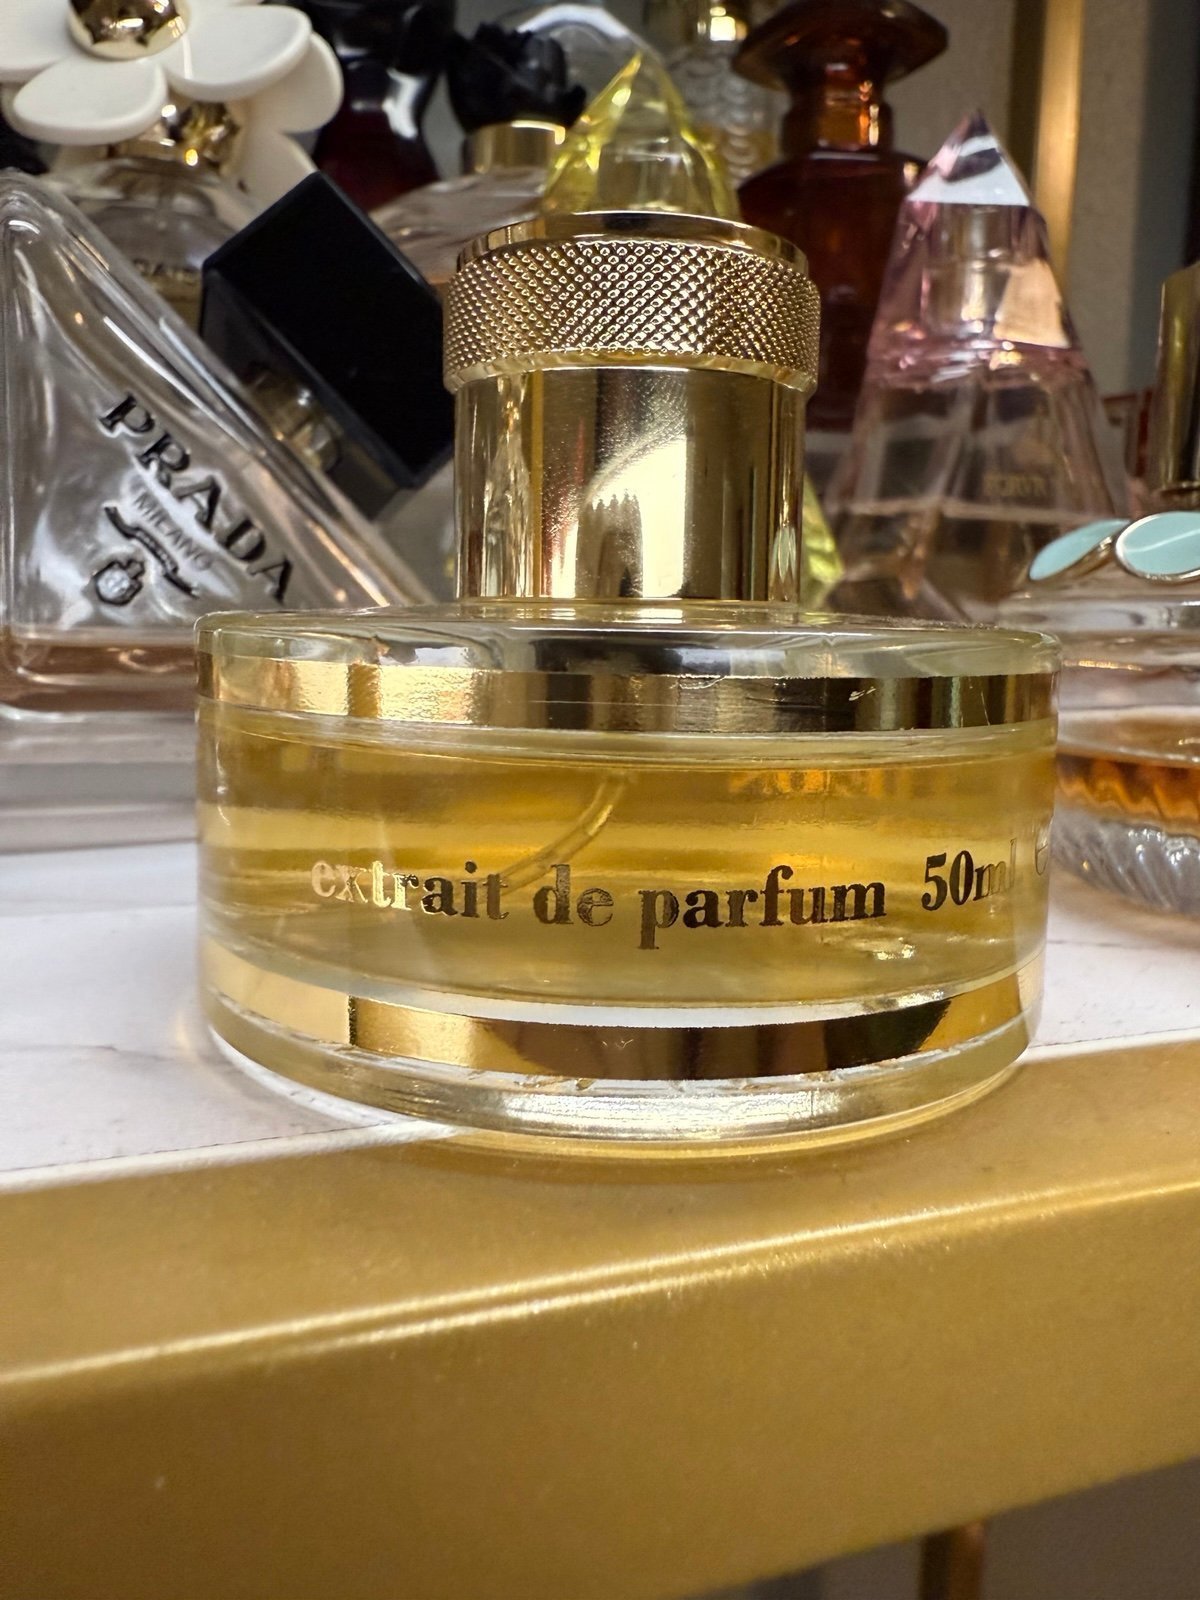 PRADA
MILANO
extrait de parfum 50ml e